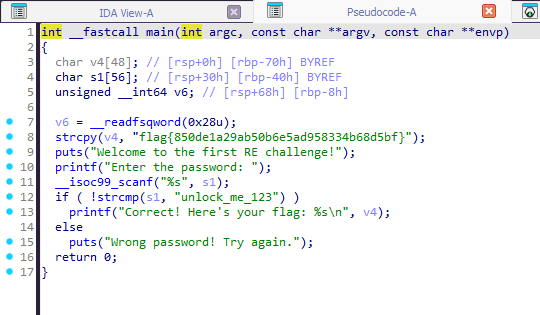 IDA View-A
Pseudocode-A
1 int __fastcall main(int argc, const char **argv, const char **envp)
2 {
3 char v4[48]; // [rsp+0h] [rbp-70h] BYREF
4 char s1[56]; // [rsp+30h] [rbp-40h] BYREF
5 unsigned __int64 v6; // [rsp+68h] [rbp-8h]
6
7 v6 = __readfsqword(0x28u);
8 strcpy(v4, "flag{850de1a29ab50b6e5ad958334b68d5bf}");
9 puts("Welcome to the first RE challenge!");
10 printf("Enter the password: ");
11 __isoc99_scanf("%s", s1);
12 if ( !strcmp(s1, "unlock_me_123") )
13 printf("Correct! Here's your flag: %s\n", v4);
14 else
15 puts("Wrong password! Try again.");
16 return 0;
17 }